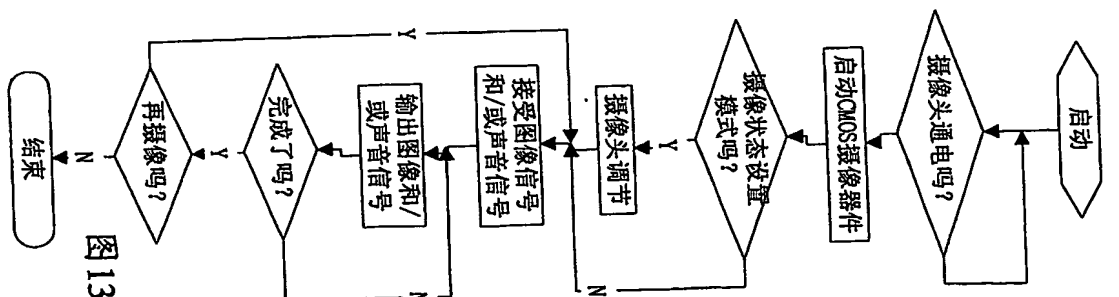 启动
摄像头通电吗?
启动CMOS摄像器件
摄像状态设置
模式吗?
Y
N
摄像头调节
接受图像信号
和/或声音信号
输出图像和/
或声音信号
完成了吗?
N
Y
再摄像吗?
Y
N
结束
图13